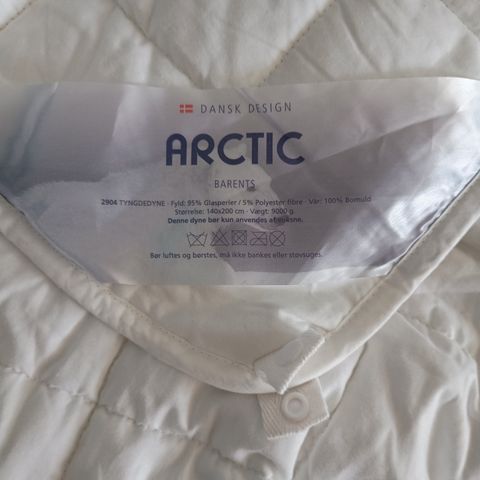 DANSK DESIGN
ARCTIC
BARENTS
2904 TYNGDEDYNE · Fyld: 95% Glasperler / 5% Polyester fibre · Vår: 100% Bomuld
Størrelse: 140x200 cm · Vægt: 9000 g
Denne dyne bør kun anvendes af voksne.
Bør luftes og børstes, må ikke bankes eller støvsuges.